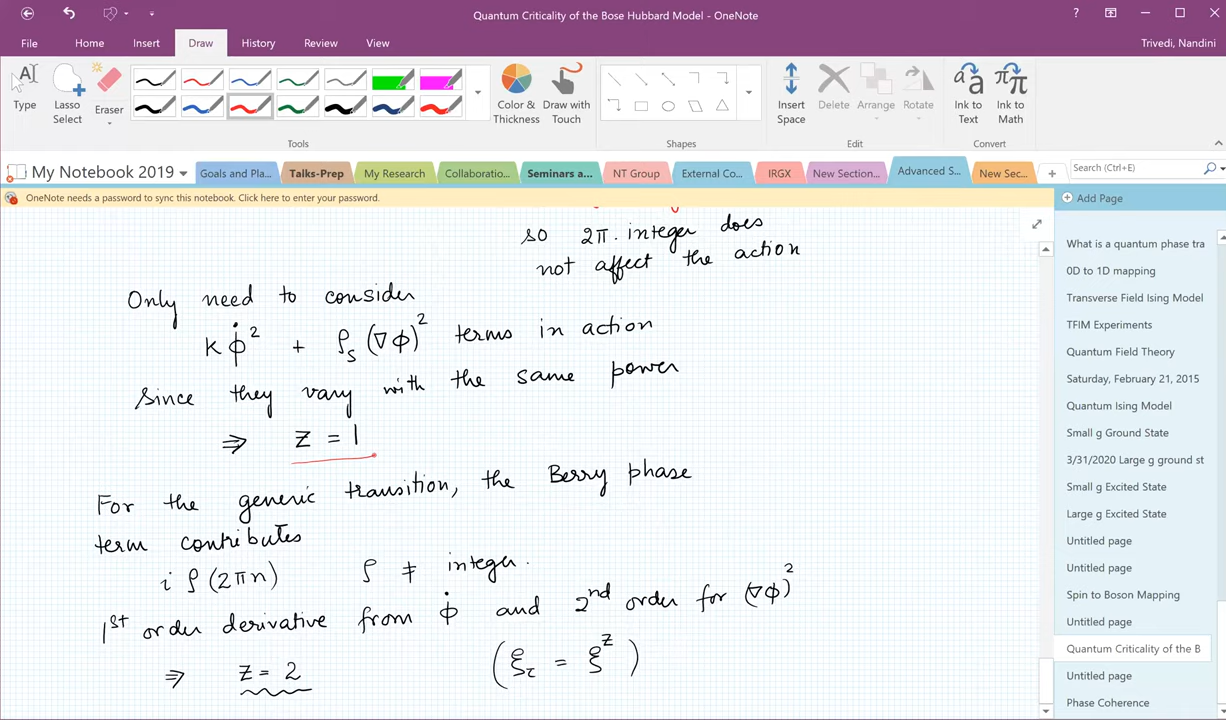 Quantum Criticality of the Bose Hubbard Model - OneNote
?
File
Home
Insert
Draw
History
Review
View
Trivedi, Nandini
Type
Lasso Select
Eraser
Color & Thickness
Draw with Touch
Insert Space
Delete
Arrange
Rotate
Ink to Text
Ink to Math
Tools
Shapes
Edit
Convert
My Notebook 2019
Goals and Pla...
Talks-Prep
My Research
Collaboratio...
Seminars a...
NT Group
External Co...
IRGX
New Section...
Advanced S...
New Sec...
Search (Ctrl+E)
OneNote needs a password to sync this notebook. Click here to enter your password.
Add Page
so 2π. integer does
not affect the action
Only need to consider
κ φ̇² + ρₛ (∇φ)² terms in action
Since they vary with the same power
⇒ z = 1
For the generic transition, the Berry phase
term contributes
i ρ (2πn) ρ ≠ integer.
1st order derivative from φ̇ and 2nd order for (∇φ)²
⇒ z = 2 (ξ_τ = ξ^z)
What is a quantum phase tra
0D to 1D mapping
Transverse Field Ising Model
TFIM Experiments
Quantum Field Theory
Saturday, February 21, 2015
Quantum Ising Model
Small g Ground State
3/31/2020 Large g ground st
Small g Excited State
Large g Excited State
Untitled page
Untitled page
Spin to Boson Mapping
Untitled page
Quantum Criticality of the B
Untitled page
Phase Coherence